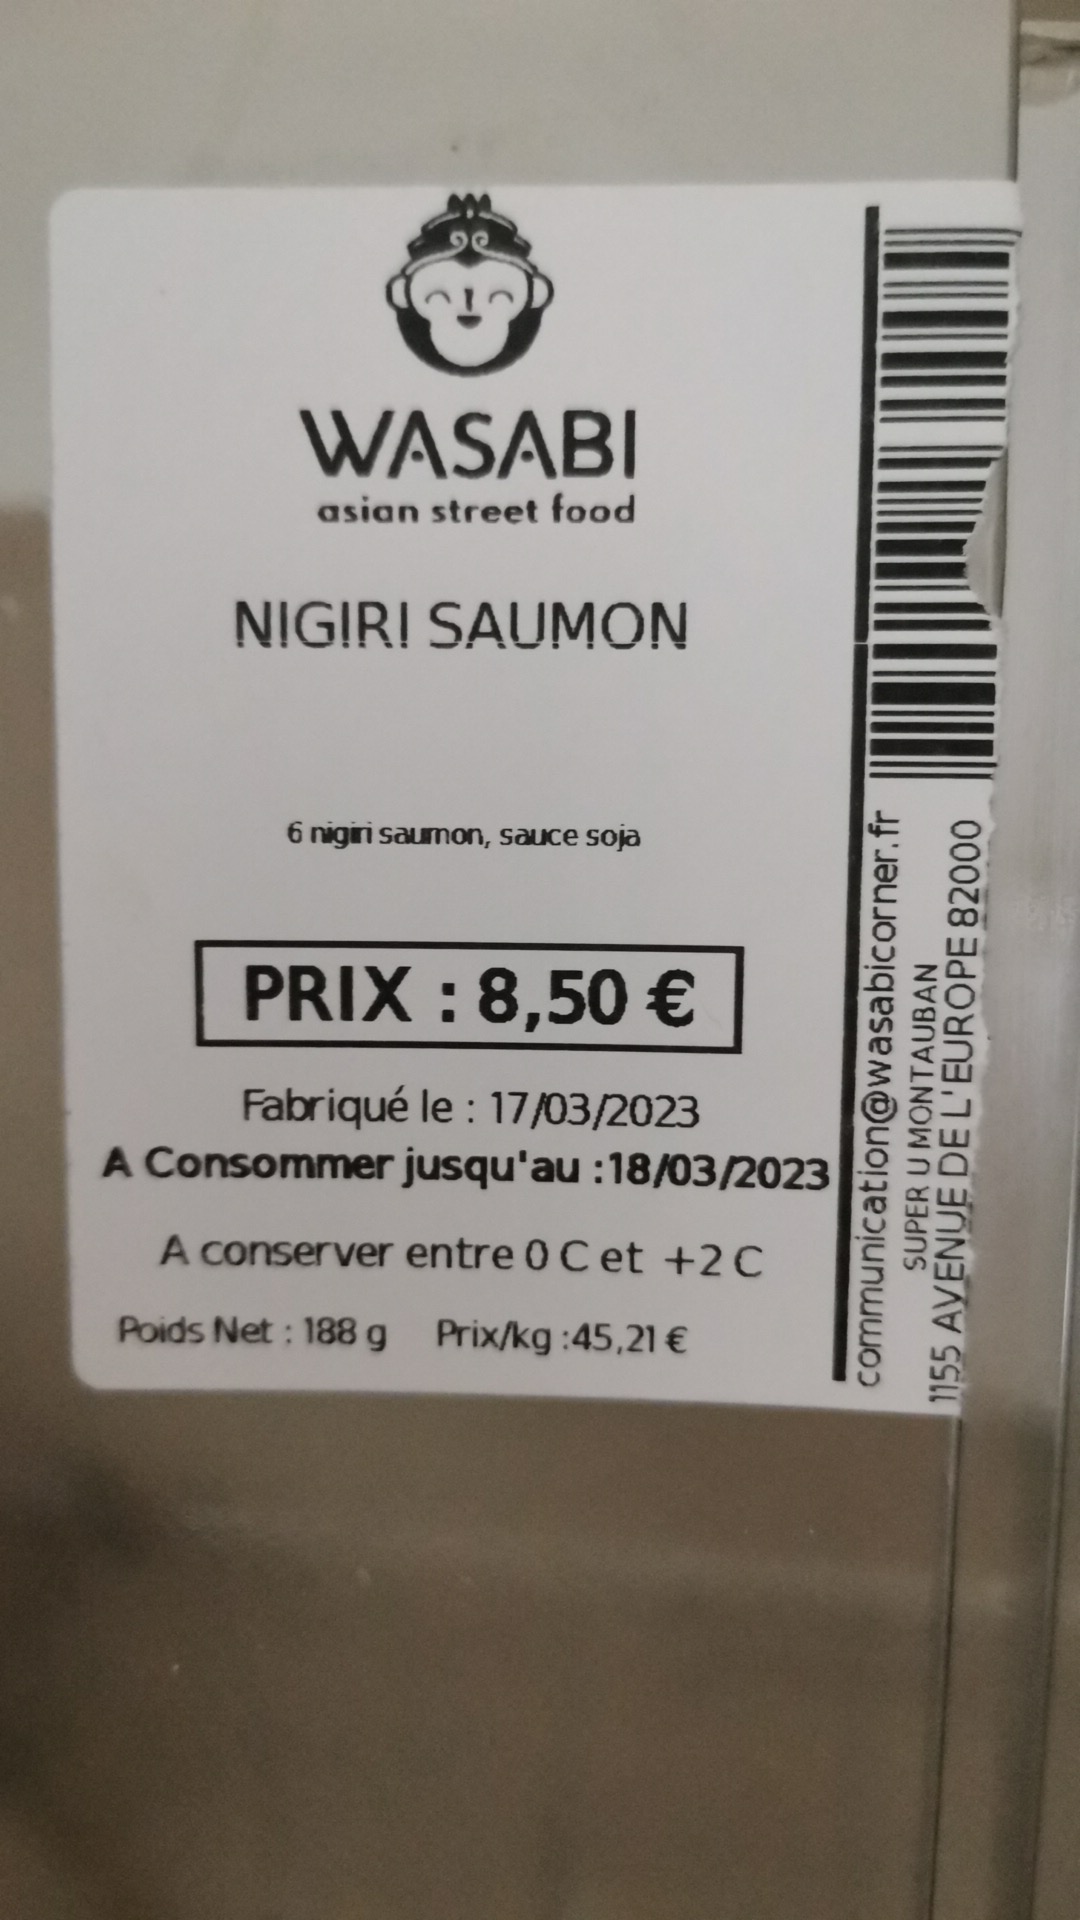 WASABI
asian street food
NIGIRI SAUMON
6 nigiri saumon, sauce soja
PRIX : 8,50 €
Fabriqué le : 17/03/2023
A Consommer jusqu'au :18/03/2023
A conserver entre 0 C et +2 C
Poids Net : 188 g Prix/kg :45,21 €
communication@wasabicorner.fr
SUPER U MONTAUBAN
1155 AVENUE DE L'EUROPE 82000